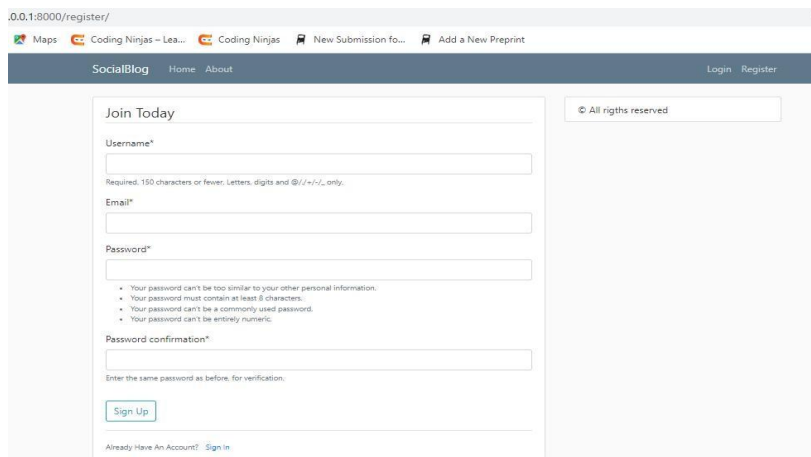 .0.0.1:8000/register/
Maps Coding Ninjas – Lea... Coding Ninjas New Submission fo... Add a New Preprint
SocialBlog Home About Login Register
Join Today
© All rigths reserved
Username*
Required. 150 characters or fewer. Letters, digits and @/./+/-/_ only.
Email*
Password*
• Your password can't be too similar to your other personal information.
• Your password must contain at least 8 characters.
• Your password can't be a commonly used password.
• Your password can't be entirely numeric.
Password confirmation*
Enter the same password as before, for verification.
Sign Up
Already Have An Account? Sign In